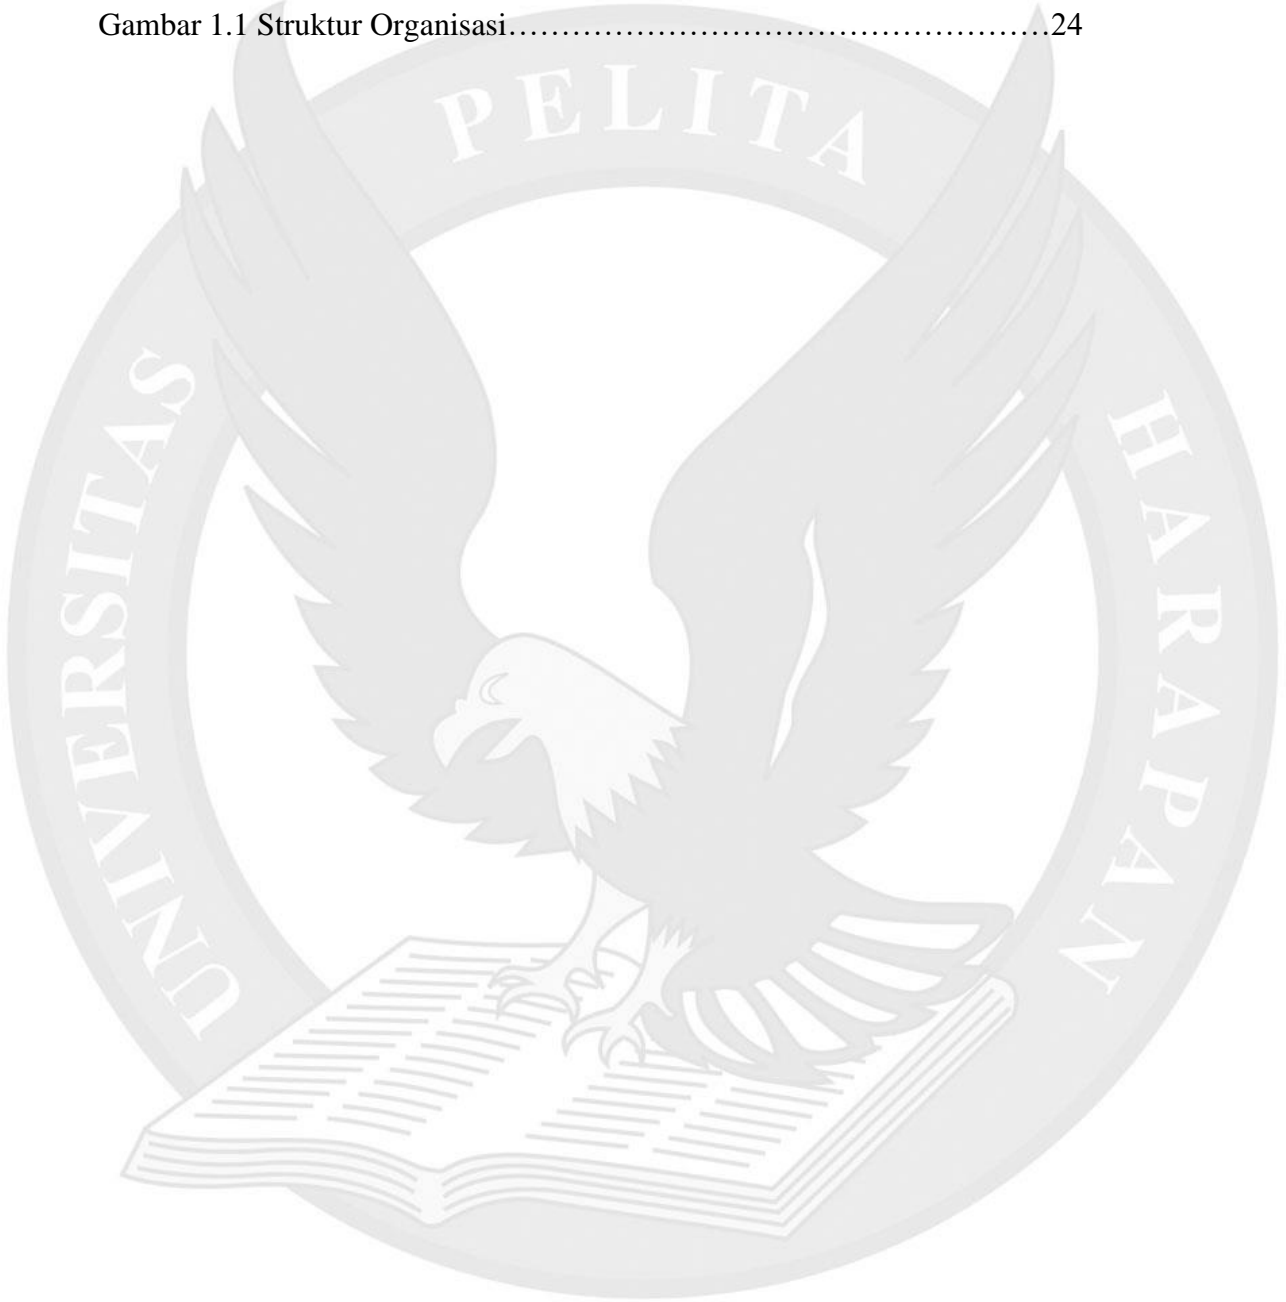 Gambar 1.1 Struktur Organisasi……………………………………………24
UNIVERSITAS PELITA HARAPAN